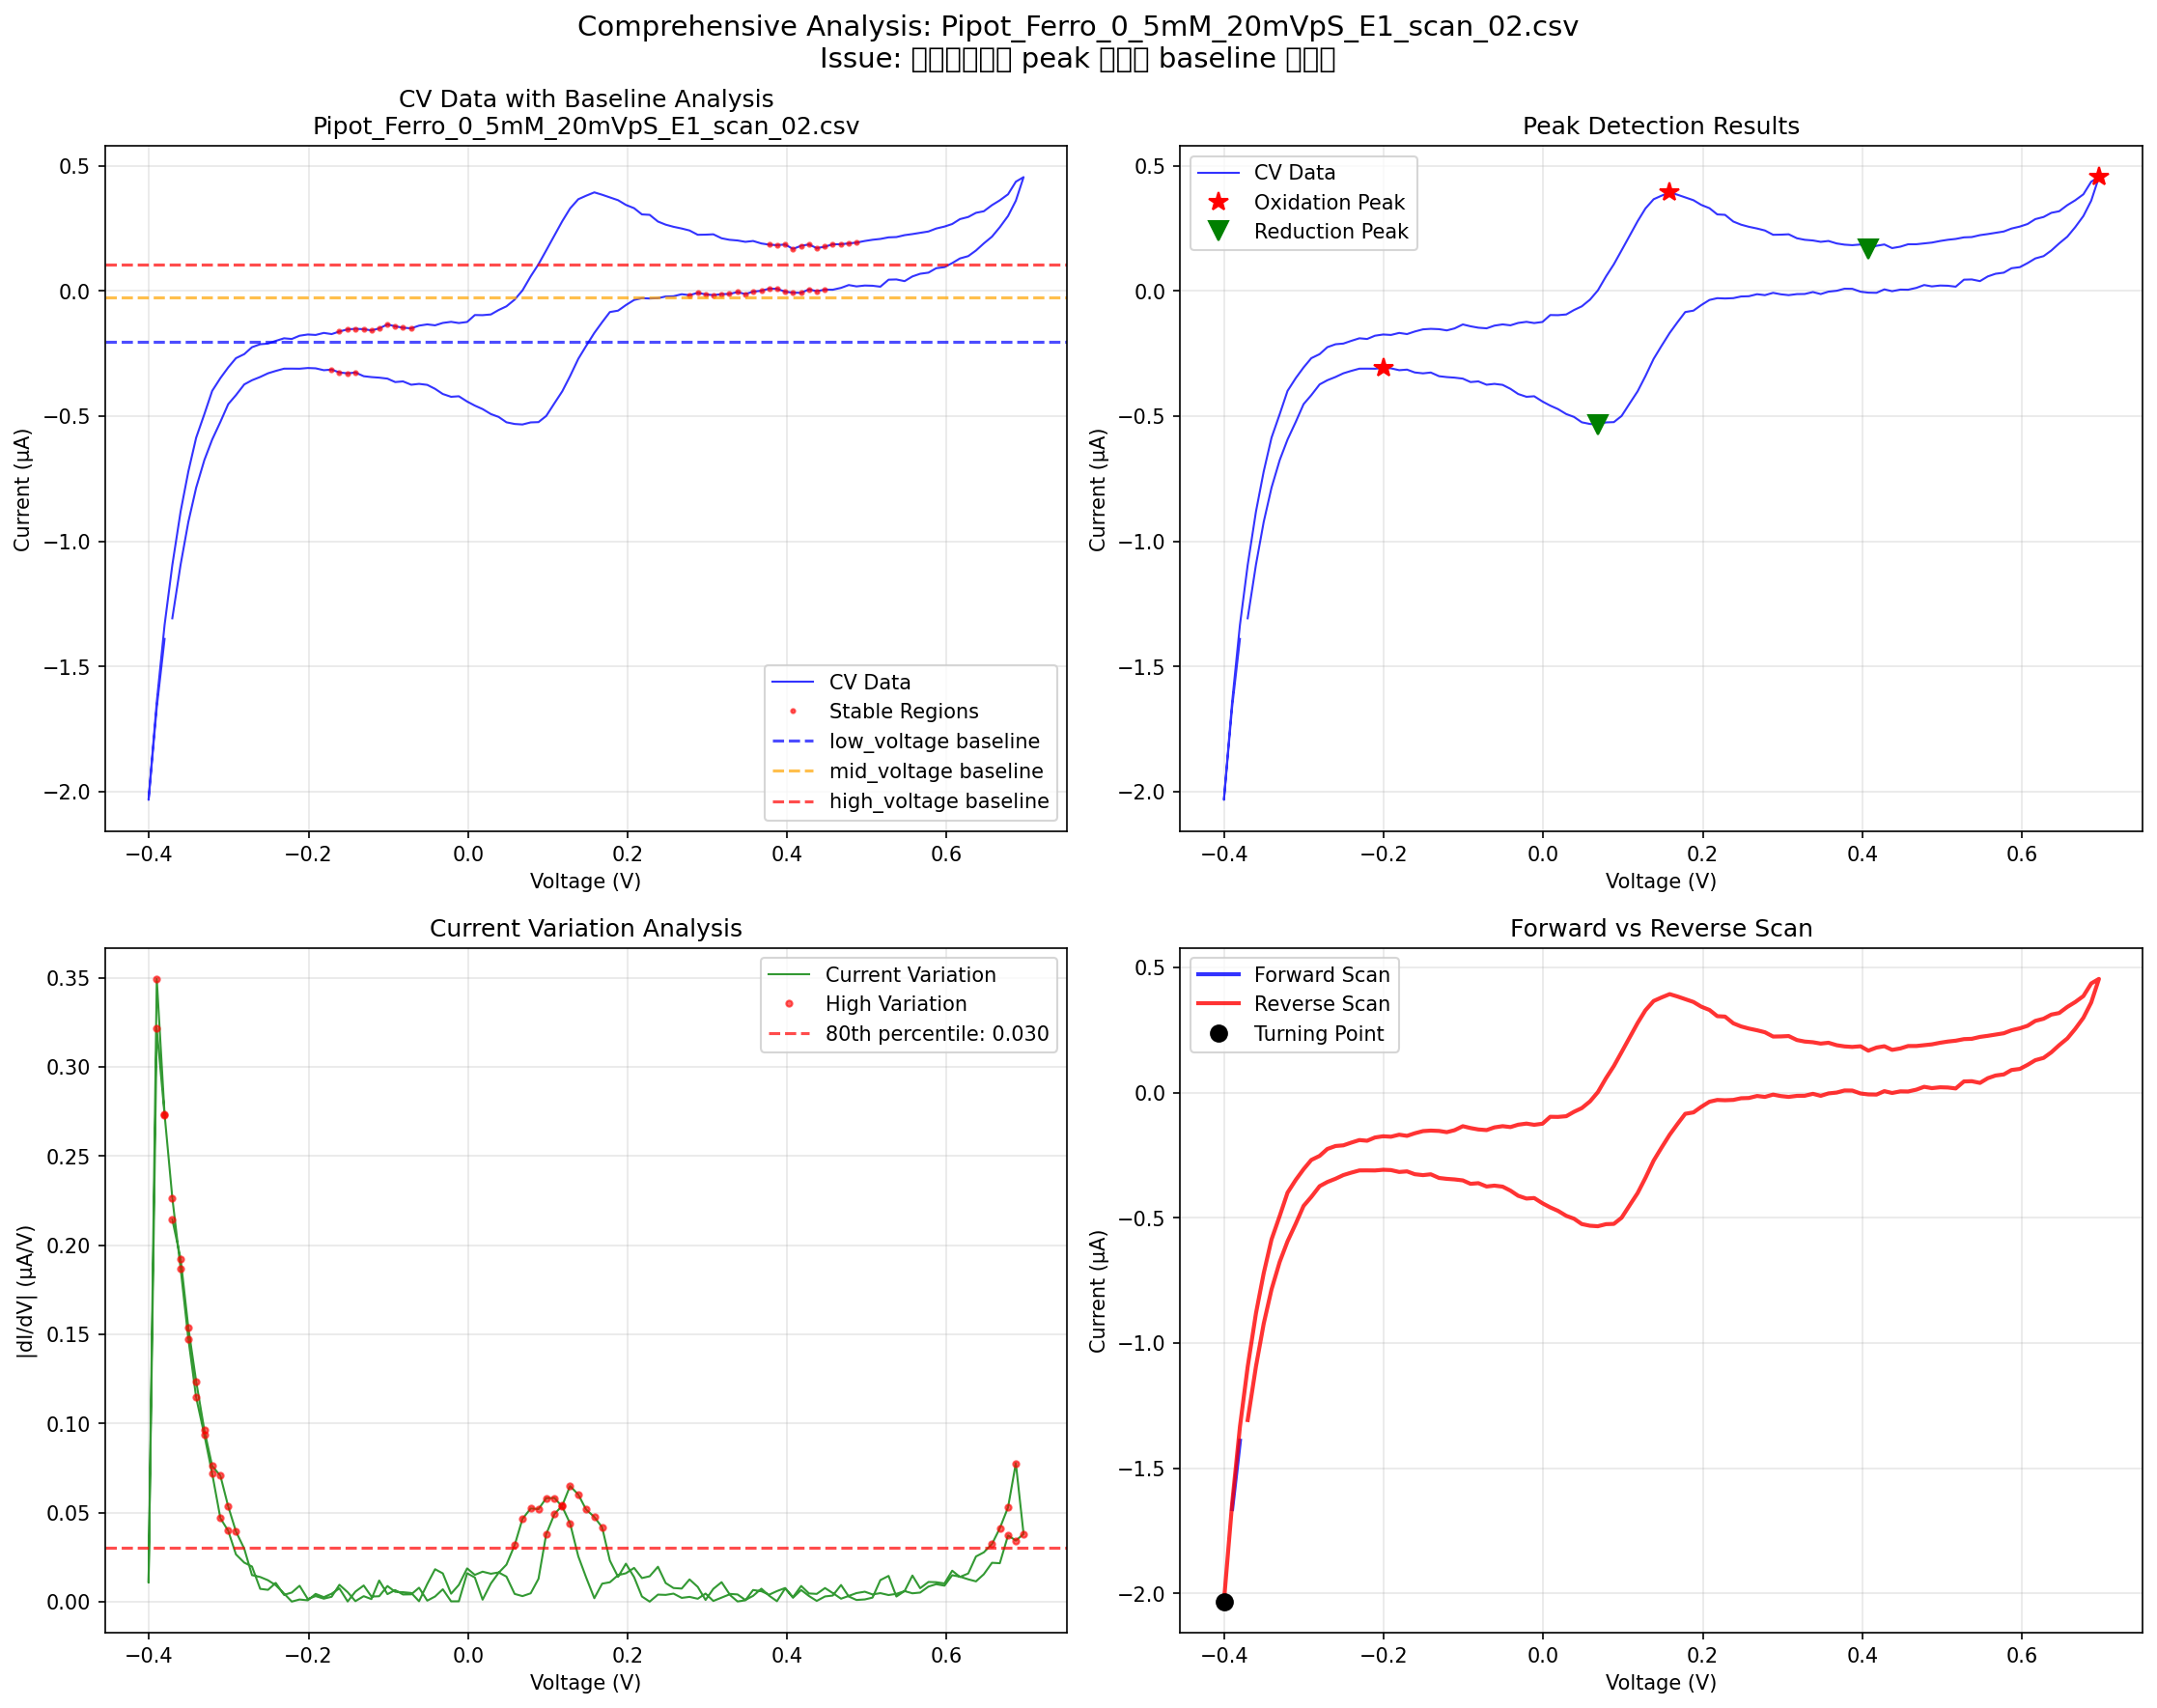 Comprehensive Analysis: Pipot_Ferro_0_5mM_20mVpS_E1_scan_02.csv
Issue: peak baseline
CV Data with Baseline Analysis
Pipot_Ferro_0_5mM_20mVpS_E1_scan_02.csv
0.5
0.0
−0.5
−1.0
−1.5
−2.0
Current (μA)
CV Data
Stable Regions
low_voltage baseline
mid_voltage baseline
high_voltage baseline
−0.4 −0.2 0.0 0.2 0.4 0.6
Voltage (V)
Peak Detection Results
CV Data
Oxidation Peak
Reduction Peak
0.5
0.0
−0.5
−1.0
−1.5
−2.0
Current (μA)
−0.4 −0.2 0.0 0.2 0.4 0.6
Voltage (V)
Current Variation Analysis
Current Variation
High Variation
80th percentile: 0.030
0.35
0.30
0.25
0.20
0.15
0.10
0.05
0.00
|dI/dV| (μA/V)
−0.4 −0.2 0.0 0.2 0.4 0.6
Voltage (V)
Forward vs Reverse Scan
Forward Scan
Reverse Scan
Turning Point
0.5
0.0
−0.5
−1.0
−1.5
−2.0
Current (μA)
−0.4 −0.2 0.0 0.2 0.4 0.6
Voltage (V)